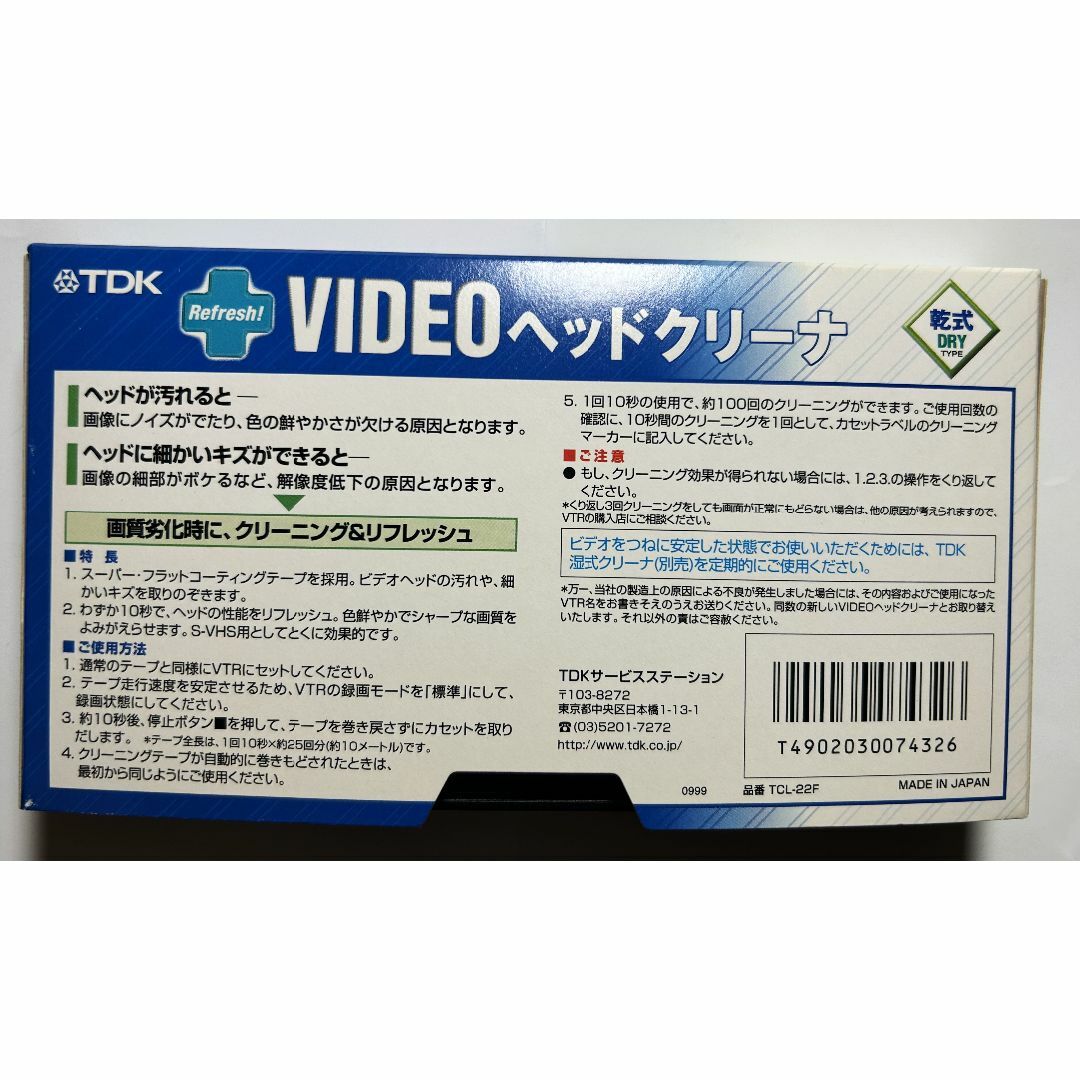 TDK
Refresh!
VIDEOヘッドクリーナ
乾式
DRY
TYPE
ヘッドが汚れると―
画像にノイズがでたり、色の鮮やかさが欠ける原因となります。
ヘッドに細かいキズができると―
画像の細部がボケるなど、解像度低下の原因となります。
画質劣化時に、クリーニング&リフレッシュ
■特 長
1. スーパー・フラットコーティングテープを採用。ビデオヘッドの汚れや、細
かいキズを取りのぞきます。
2. わずか10秒で、ヘッドの性能をリフレッシュ。色鮮やかでシャープな画質を
よみがえらせます。S-VHS用としてとくに効果的です。
■ご使用方法
1. 通常のテープと同様にVTRにセットしてください。
2. テープ走行速度を安定させるため、VTRの録画モードを「標準」にして、
録画状態にしてください。
3. 約10秒後、停止ボタン■を押して、テープを巻き戻さずにカセットを取り
だします。 *テープ全長は、1回10秒×約25回分(約10メートル)です。
4. クリーニングテープが自動的に巻きもどされたときは、
最初から同じようにご使用ください。
5. 1回10秒の使用で、約100回のクリーニングができます。ご使用回数の
確認に、10秒間のクリーニングを1回として、カセットラベルのクリーニング
マーカーに記入してください。
■ご注意
● もし、クリーニング効果が得られない場合には、1.2.3.の操作をくり返して
ください。
*くり返し3回クリーニングをしても画面が正常にもどらない場合は、他の原因が考えられますので、
VTRの購入店にご相談ください。
ビデオをつねに安定した状態でお使いいただくためには、TDK
湿式クリーナ(別売)を定期的にご使用ください。
*万一、当社の製造上の原因による不良が発生しました場合には、その内容およびご使用になった
VTR名をお書きそえのうえお送りください。同数の新しいVIDEOヘッドクリーナとお取り替え
いたします。それ以外の責はご容赦ください。
TDKサービスステーション
〒103-8272
東京都中央区日本橋1-13-1
☎(03)5201-7272
http://www.tdk.co.jp/
T4902030074326
0999
品番 TCL-22F
MADE IN JAPAN